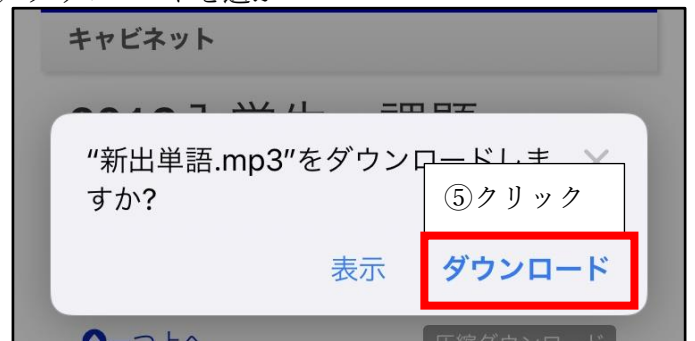 キャビネット
“新出単語.mp3”をダウンロードしま
すか?
⑤クリック
表示 ダウンロード
圧縮ダウンロード